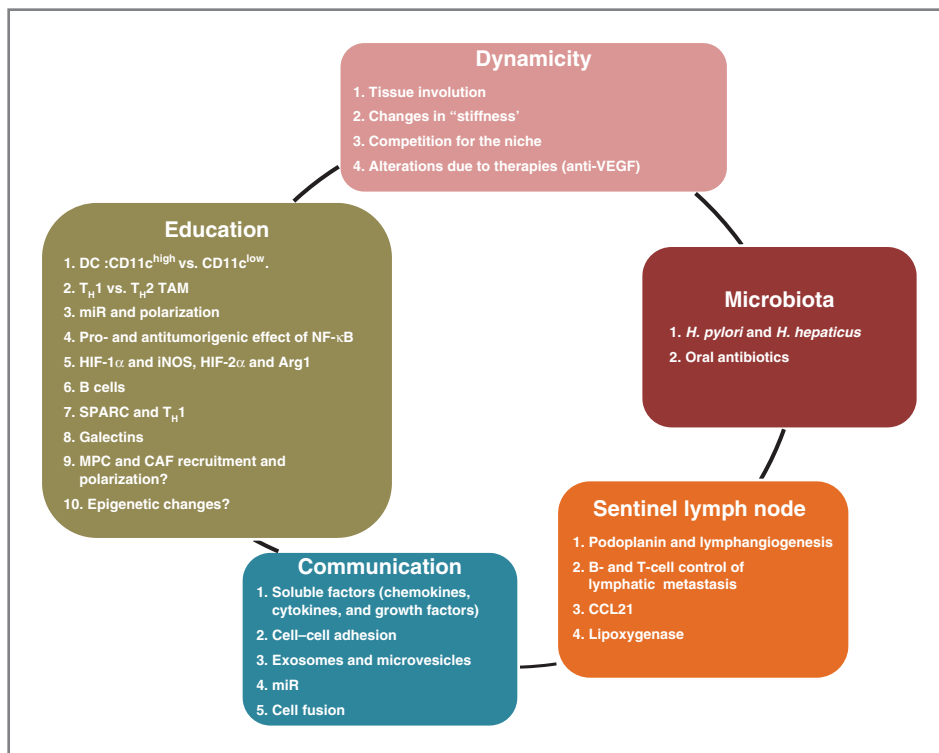 Dynamicity
1. Tissue involution
2. Changes in “stiffness’
3. Competition for the niche
4. Alterations due to therapies (anti-VEGF)
Education
1. DC :CD11chigh vs. CD11clow.
2. TH1 vs. TH2 TAM
3. miR and polarization
4. Pro- and antitumorigenic effect of NF-κB
5. HIF-1α and iNOS, HIF-2α and Arg1
6. B cells
7. SPARC and TH1
8. Galectins
9. MPC and CAF recruitment and
polarization?
10. Epigenetic changes?
Microbiota
1. H. pylori and H. hepaticus
2. Oral antibiotics
Sentinel lymph node
1. Podoplanin and lymphangiogenesis
2. B- and T-cell control of
lymphatic metastasis
3. CCL21
4. Lipoxygenase
Communication
1. Soluble factors (chemokines,
cytokines, and growth factors)
2. Cell–cell adhesion
3. Exosomes and microvesicles
4. miR
5. Cell fusion